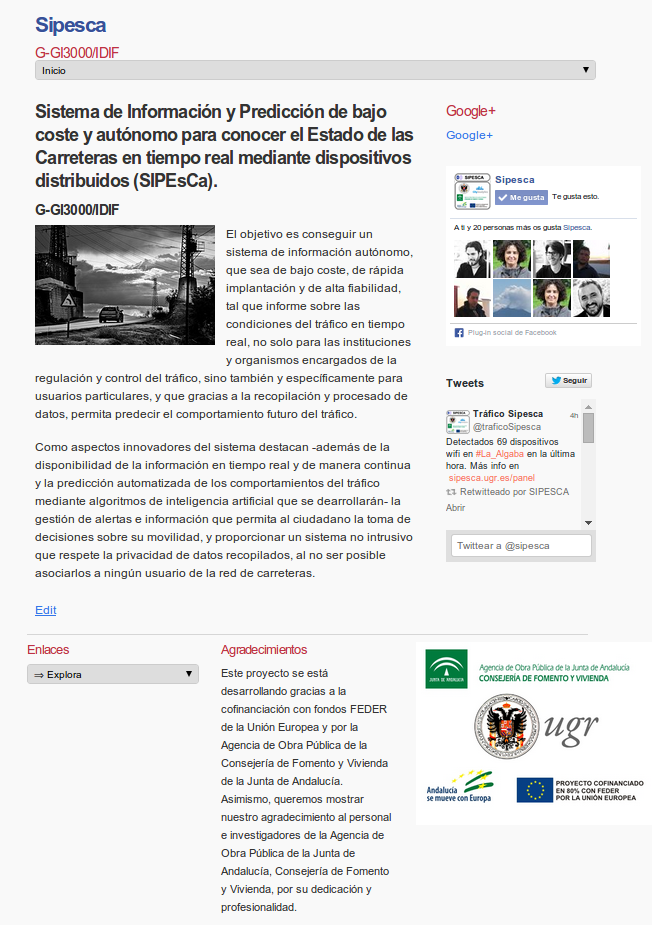 Sipesca
G-GI3000/IDIF
Inicio
Sistema de Información y Predicción de bajo
coste y autónomo para conocer el Estado de las
Carreteras en tiempo real mediante dispositivos
distribuidos (SIPEsCa).
G-GI3000/IDIF
El objetivo es conseguir un
sistema de información autónomo,
que sea de bajo coste, de rápida
implantación y de alta fiabilidad,
tal que informe sobre las
condiciones del tráfico en tiempo
real, no solo para las instituciones
y organismos encargados de la
regulación y control del tráfico, sino también y específicamente para
usuarios particulares, y que gracias a la recopilación y procesado de
datos, permita predecir el comportamiento futuro del tráfico.
Como aspectos innovadores del sistema destacan -además de la
disponibilidad de la información en tiempo real y de manera continua
y la predicción automatizada de los comportamientos del tráfico
mediante algoritmos de inteligencia artificial que se dearrollarán- la
gestión de alertas e información que permita al ciudadano la toma de
decisiones sobre su movilidad, y proporcionar un sistema no intrusivo
que respete la privacidad de datos recopilados, al no ser posible
asociarlos a ningún usuario de la red de carreteras.
Edit
Google+
Google+
SIPESCA
Sipesca
Me gusta Te gusta esto.
A ti y 20 personas más os gusta Sipesca.
Plug-in social de Facebook
Tweets
Seguir
SIPESCA
Tráfico Sipesca 4h
@traficoSipesca
Detectados 69 dispositivos
wifi en #La_Algaba en la última
hora. Más info en
sipesca.ugr.es/panel
Retwitteado por SIPESCA
Abrir
Twittear a @sipesca
Enlaces
⇒ Explora
Agradecimientos
Este proyecto se está
desarrollando gracias a la
cofinanciación con fondos FEDER
de la Unión Europea y por la
Agencia de Obra Pública de la
Consejería de Fomento y Vivienda
de la Junta de Andalucía.
Asimismo, queremos mostrar
nuestro agradecimiento al personal
e investigadores de la Agencia de
Obra Pública de la Junta de
Andalucía, Consejería de Fomento
y Vivienda, por su dedicación y
profesionalidad.
JUNTA DE ANDALUCIA
Agencia de Obra Pública de la Junta de Andalucía
CONSEJERÍA DE FOMENTO Y VIVIENDA
ugr
Andalucía
se mueve con Europa
PROYECTO COFINANCIADO
EN 80% CON FEDER
POR LA UNIÓN EUROPEA